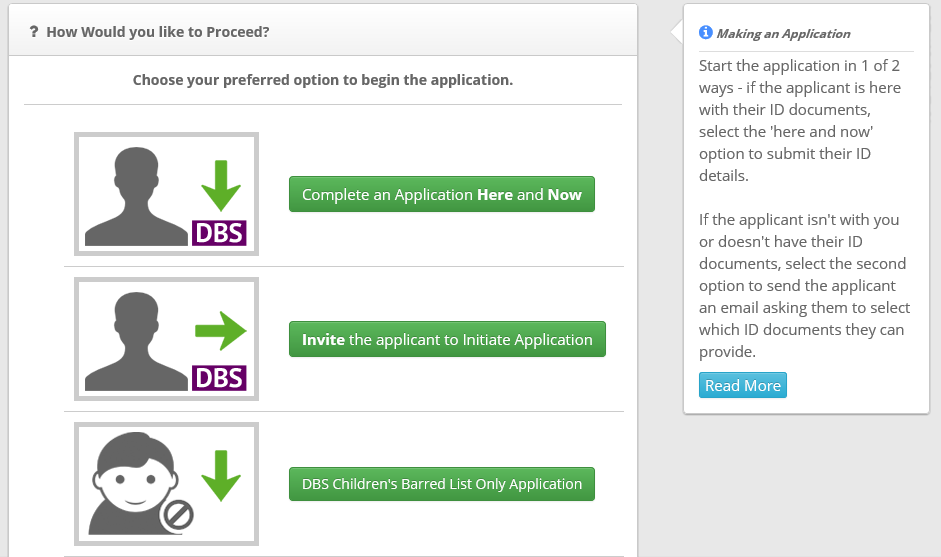 ? How Would you like to Proceed?
Choose your preferred option to begin the application.
DBS
Complete an Application Here and Now
DBS
Invite the applicant to Initiate Application
DBS Children's Barred List Only Application
i Making an Application
Start the application in 1 of 2
ways - if the applicant is here
with their ID documents,
select the 'here and now'
option to submit their ID
details.
If the applicant isn't with you
or doesn't have their ID
documents, select the second
option to send the applicant
an email asking them to select
which ID documents they can
provide.
Read More